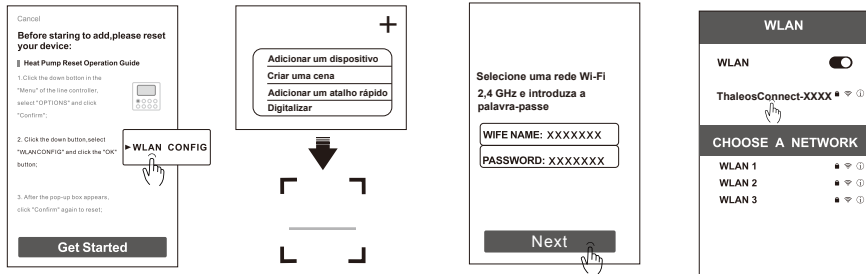 Cancel
Before staring to add,please reset
your device:
Heat Pump Reset Operation Guide
1.Click the down botton in the
"Menu" of the line controller,
select "OPTIONS" and click
"Confirm";
2. Click the down button,select
"WLANCONFIG" and click the "OK"
button;
WLAN CONFIG
3. After the pop-up box appears,
click "Confirm" again to reset;
Get Started
Adicionar um dispositivo
Criar uma cena
Adicionar um atalho rápido
Digitalizar
Selecione uma rede Wi-Fi
2,4 GHz e introduza a
palavra-passe
WIFE NAME: XXXXXXX
PASSWORD: XXXXXXX
Next
WLAN
WLAN
ThaleosConnect-XXXX
CHOOSE A NETWORK
WLAN 1
WLAN 2
WLAN 3